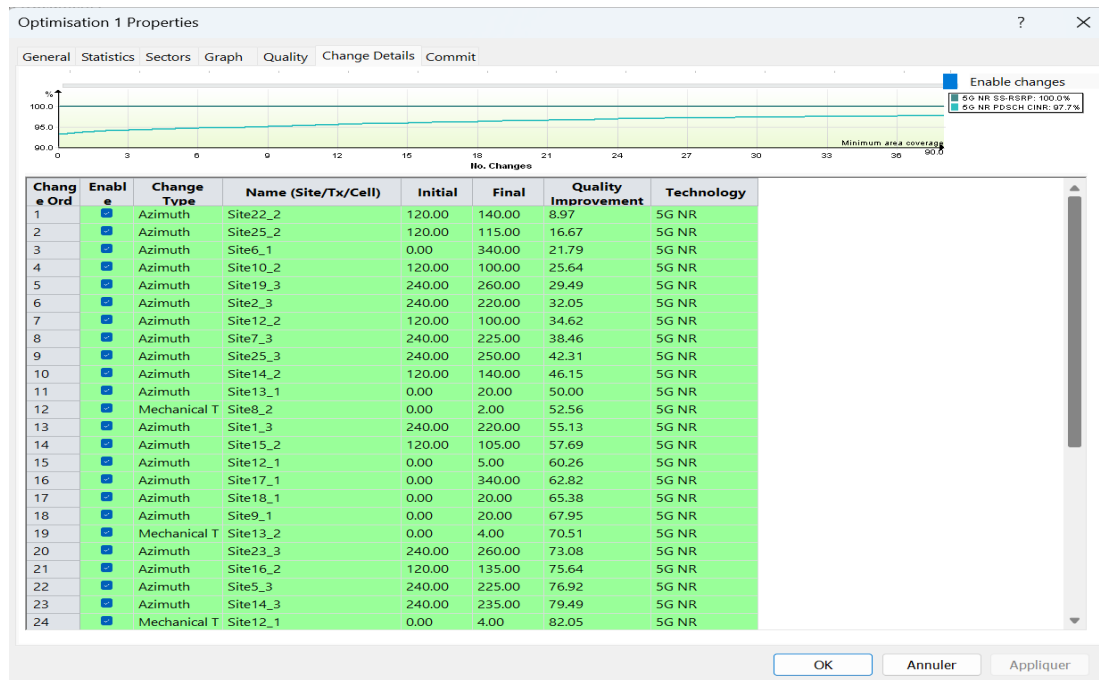 Optimisation 1 Properties ?
General Statistics Sectors Graph Quality Change Details Commit
Enable changes
%
100.0
95.0
90.0
5G NR SS-RSRP: 100.0%
5G NR PDSCH CINR: 97.7%
Minimum area coverage
90.0
0 3 6 9 12 15 18 21 24 27 30 33 36
No. Changes
Chang Enabl Change Name (Site/Tx/Cell) Initial Final Quality Technology
e Ord e Type Improvement
1 Azimuth Site22_2 120.00 140.00 8.97 5G NR
2 Azimuth Site25_2 120.00 115.00 16.67 5G NR
3 Azimuth Site6_1 0.00 340.00 21.79 5G NR
4 Azimuth Site10_2 120.00 100.00 25.64 5G NR
5 Azimuth Site19_3 240.00 260.00 29.49 5G NR
6 Azimuth Site2_3 240.00 220.00 32.05 5G NR
7 Azimuth Site12_2 120.00 100.00 34.62 5G NR
8 Azimuth Site7_3 240.00 225.00 38.46 5G NR
9 Azimuth Site25_3 240.00 250.00 42.31 5G NR
10 Azimuth Site14_2 120.00 140.00 46.15 5G NR
11 Azimuth Site13_1 0.00 20.00 50.00 5G NR
12 Mechanical T Site8_2 0.00 2.00 52.56 5G NR
13 Azimuth Site1_3 240.00 220.00 55.13 5G NR
14 Azimuth Site15_2 120.00 105.00 57.69 5G NR
15 Azimuth Site12_1 0.00 5.00 60.26 5G NR
16 Azimuth Site17_1 0.00 340.00 62.82 5G NR
17 Azimuth Site18_1 0.00 20.00 65.38 5G NR
18 Azimuth Site9_1 0.00 20.00 67.95 5G NR
19 Mechanical T Site13_2 0.00 4.00 70.51 5G NR
20 Azimuth Site23_3 240.00 260.00 73.08 5G NR
21 Azimuth Site16_2 120.00 135.00 75.64 5G NR
22 Azimuth Site5_3 240.00 225.00 76.92 5G NR
23 Azimuth Site14_3 240.00 235.00 79.49 5G NR
24 Mechanical T Site12_1 0.00 4.00 82.05 5G NR
OK Annuler Appliquer